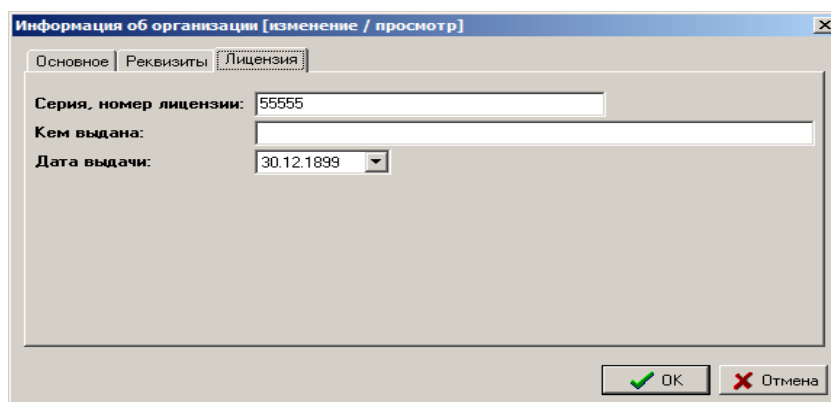 Информация об организации [изменение / просмотр]
Основное Реквизиты Лицензия
Серия, номер лицензии: 55555
Кем выдана:
Дата выдачи: 30.12.1899
OK Отмена